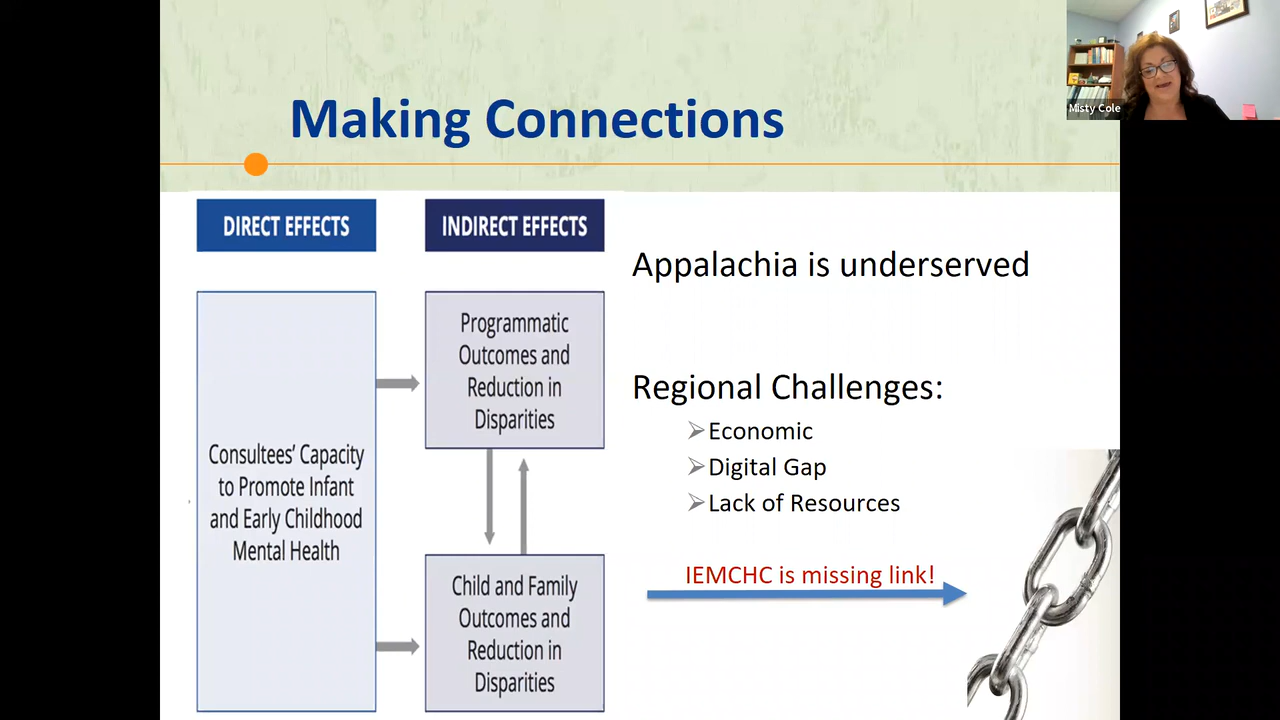 Making Connections
Misty Cole
DIRECT EFFECTS
INDIRECT EFFECTS
Consultees' Capacity
to Promote Infant
and Early Childhood
Mental Health
Programmatic
Outcomes and
Reduction in
Disparities
Child and Family
Outcomes and
Reduction in
Disparities
Appalachia is underserved
Regional Challenges:
➢Economic
➢Digital Gap
➢Lack of Resources
IEMCHC is missing link!